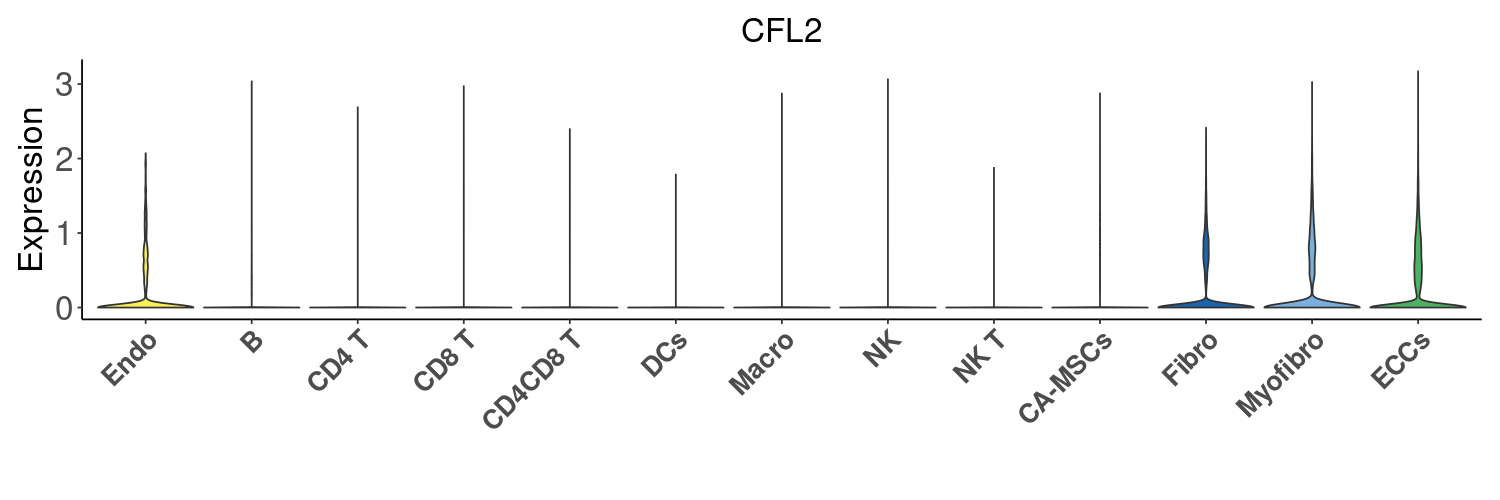 CFL2
Expression
3
2
1
0
Endo
B
CD4 T
CD8 T
CD4CD8 T
DCs
Macro
NK
NK T
CA-MSCs
Fibro
Myofibro
ECCs